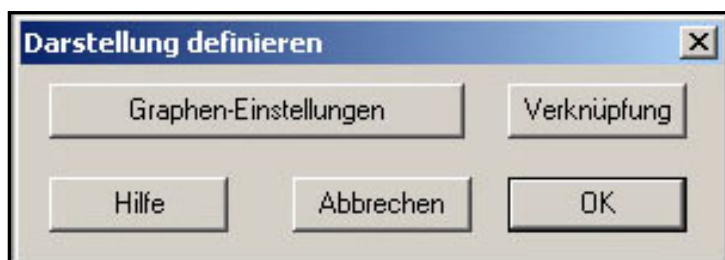 Darstellung definieren
Graphen-Einstellungen Verknüpfung
Hilfe Abbrechen OK